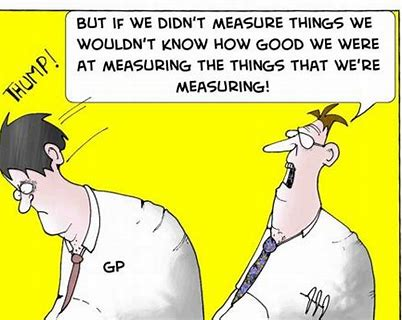 BUT IF WE DIDN'T MEASURE THINGS WE
WOULDN'T KNOW HOW GOOD WE WERE
AT MEASURING THE THINGS THAT WE'RE
MEASURING!
THUMP!
GP